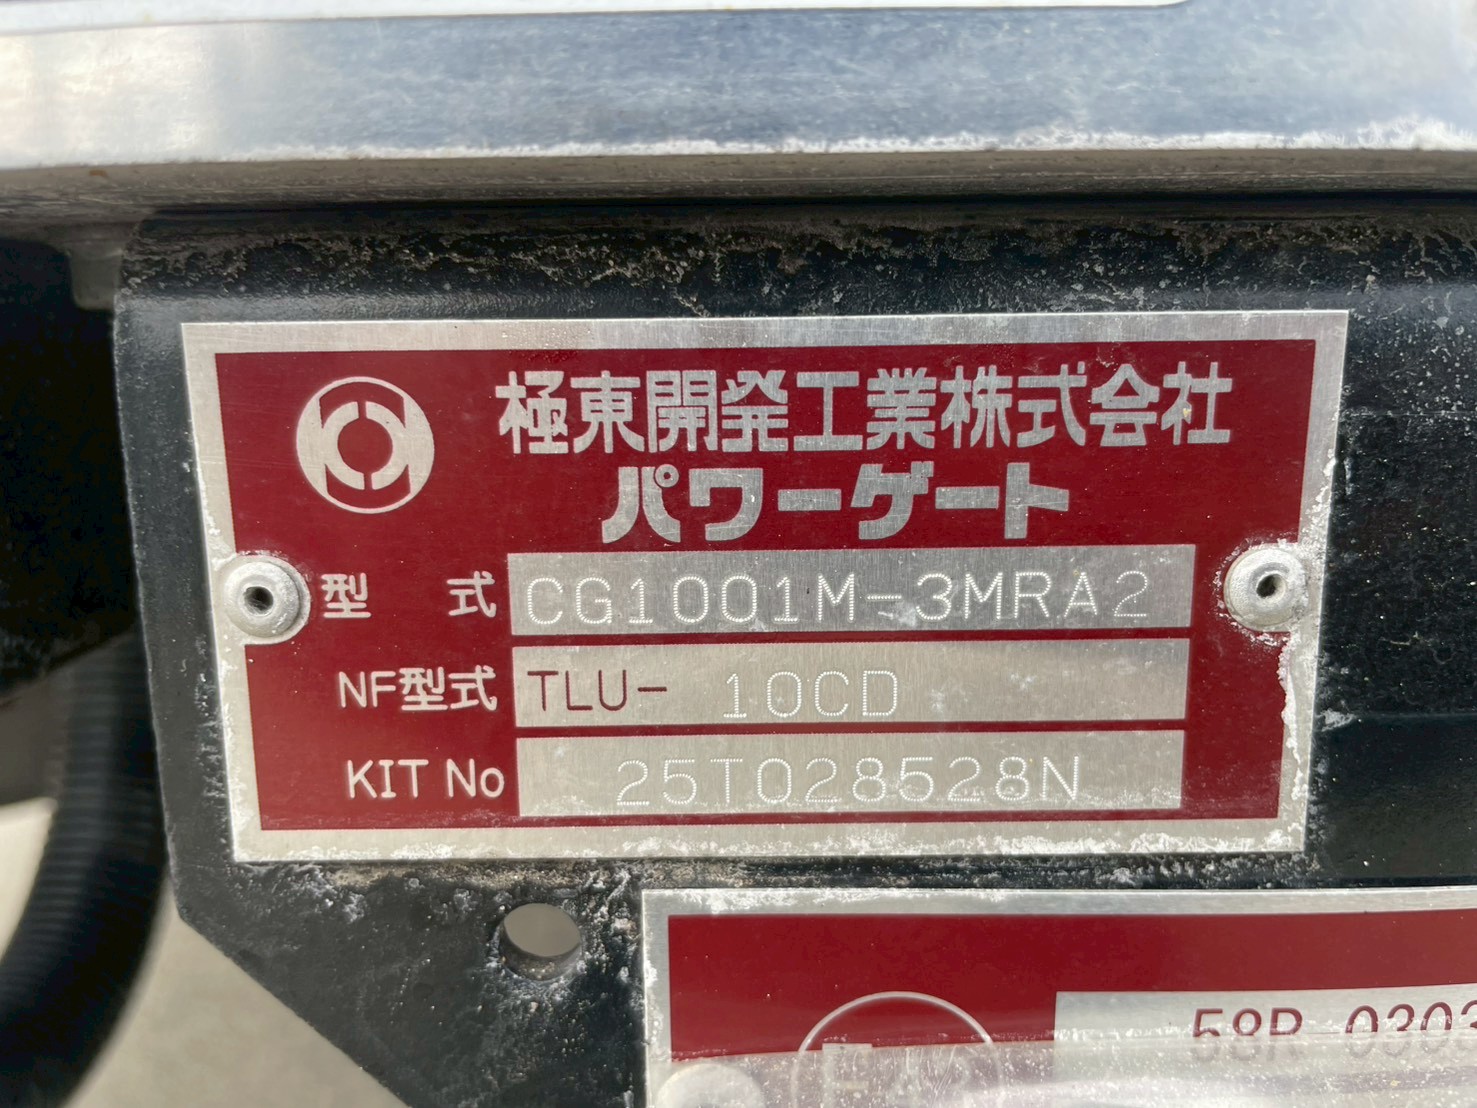 極東開発工業株式会社
パワーゲート
型式 CG1001M-3MRA2
NF型式 TLU- 10CD
KIT No 25T028528N
58R 0303